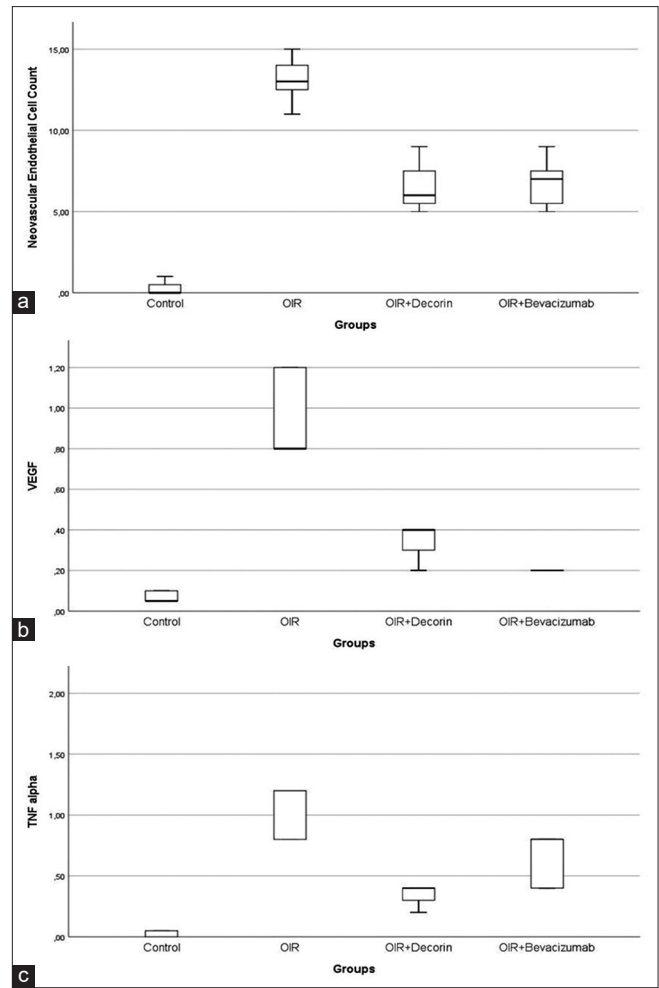 Neovascular Endothelial Cell Count
15,00
10,00
5,00
,00
Control OIR OIR+Decorin OIR+Bevacizumab
Groups
a
VEGF
1,20
1,00
,80
,60
,40
,20
,00
Control OIR OIR+Decorin OIR+Bevacizumab
Groups
b
TNF alpha
2,00
1,50
1,00
,50
,00
Control OIR OIR+Decorin OIR+Bevacizumab
Groups
c